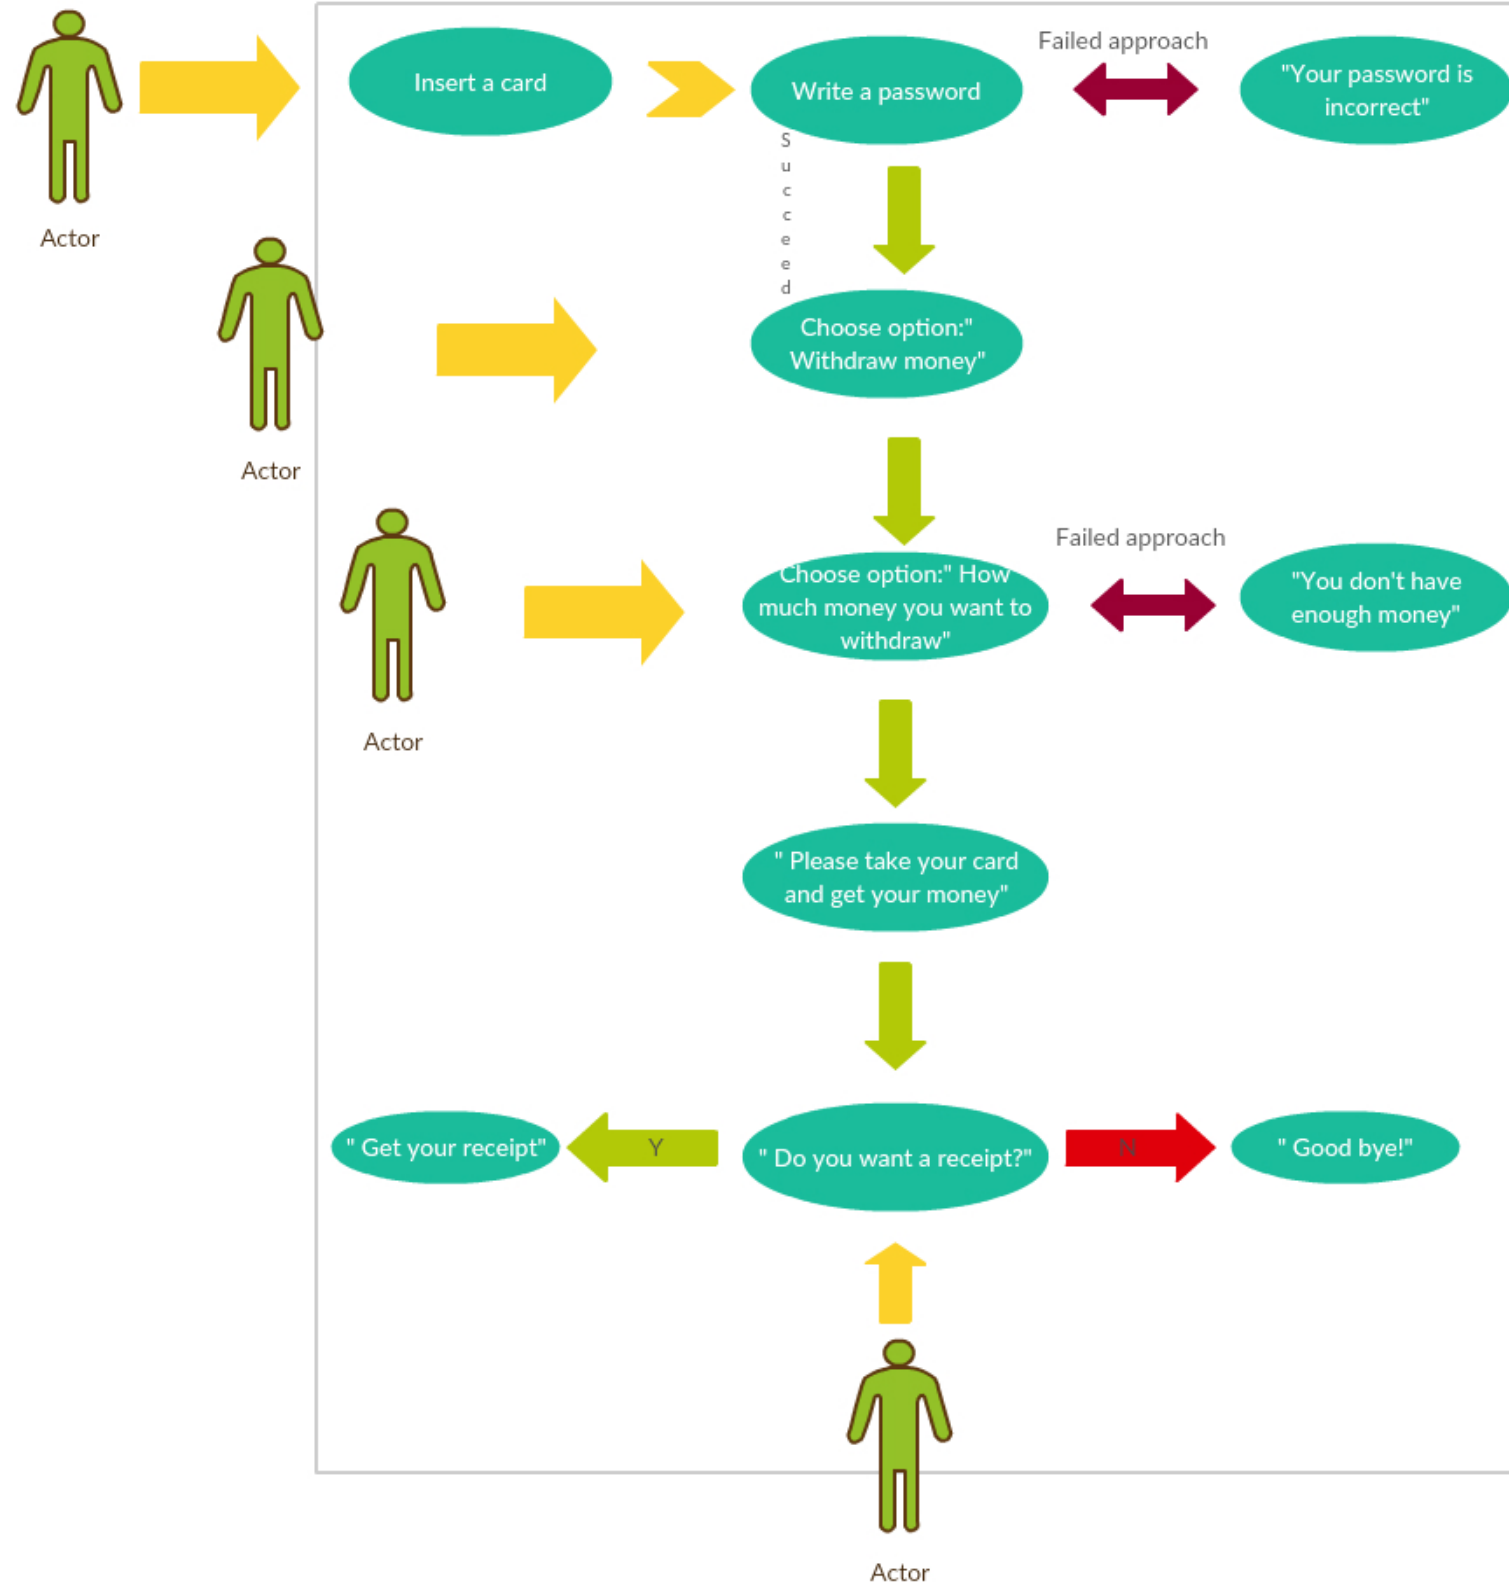 Insert a card
Write a password
Failed approach
"Your password is
incorrect"
Actor
Succeed
Choose option:"
Withdraw money"
Actor
Choose option:" How
much money you want to
withdraw"
Failed approach
"You don't have
enough money"
Actor
" Please take your card
and get your money"
" Get your receipt"
Y
" Do you want a receipt?"
N
" Good bye!"
Actor